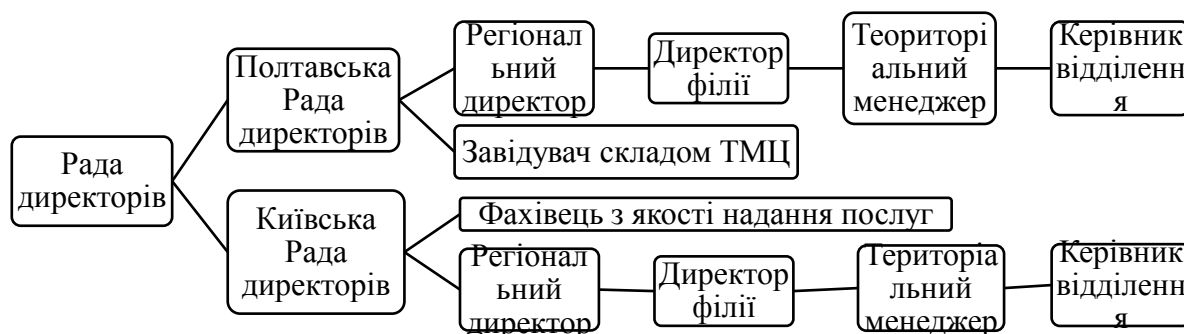 Рада
директорів
Полтавська
Рада
директорів
Регіонал
ьний
директор
Директор
філії
Теориторі
альний
менеджер
Керівник
відділенн
я
Завідувач складом ТМЦ
Київська
Рада
директорів
Фахівець з якості надання послуг
Регіонал
ьний
директор
Директор
філії
Територіа
льний
менеджер
Керівник
відділенн
я